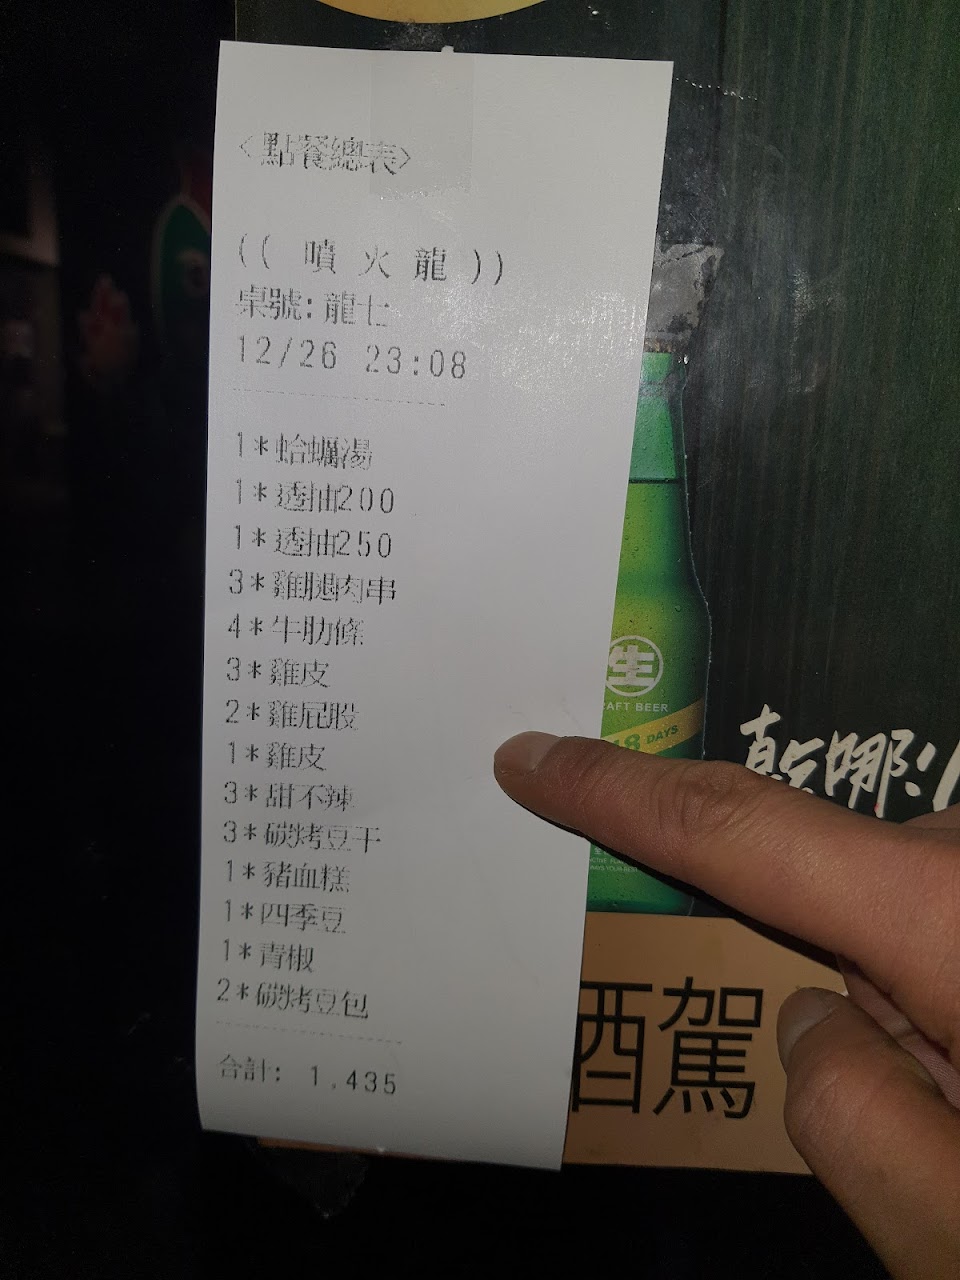 <點餐總表>
(( 噴 火 龍 ))
桌號: 龍七
12/26 23:08
1*蛤蠣湯
1*透抽200
1*透抽250
3*雞腿肉串
4*牛肋條
3*雞皮
2*雞屁股
1*雞皮
3*甜不辣
3*碳烤豆干
1*豬血糕
1*四季豆
1*青椒
2*碳烤豆包
合計: 1,435
生
RAFT BEER
18 DAYS
乾哪!
酒駕